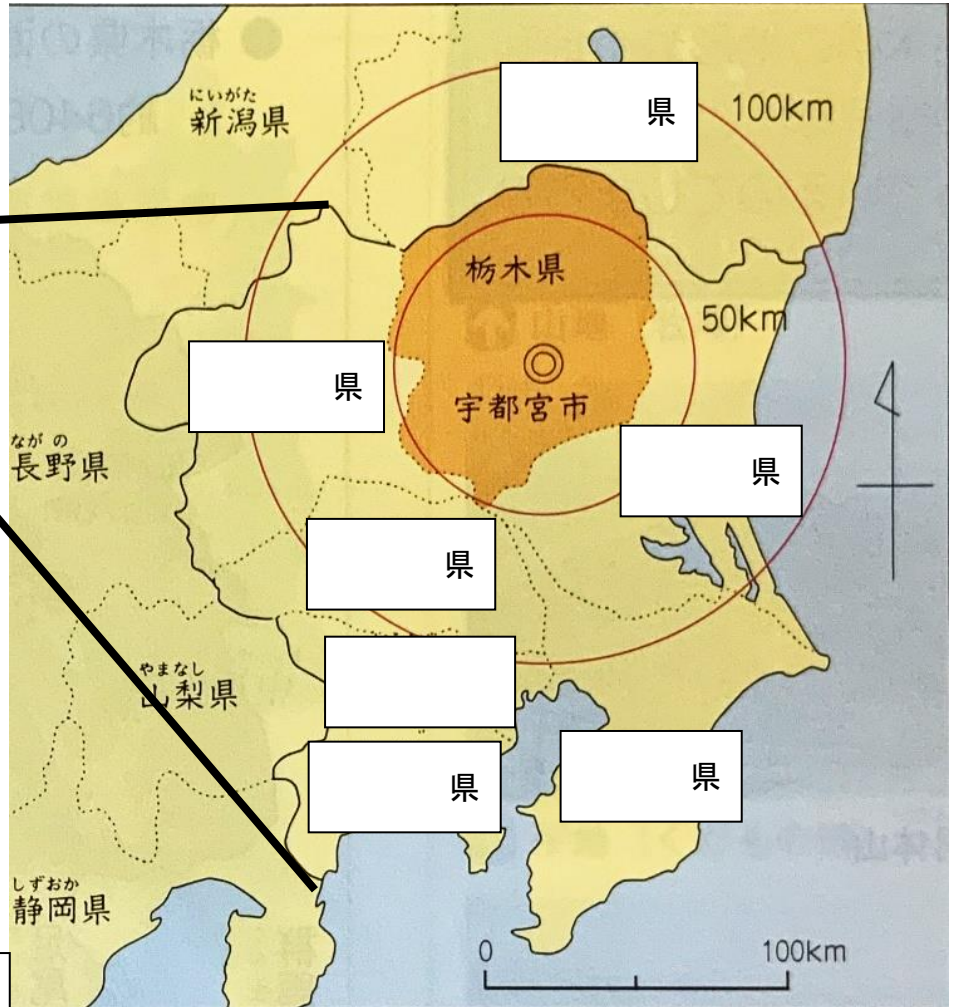 にいがた
新潟県
県
100km
栃木県
50km
宇都宮市
県
ながの
長野県
県
県
やまなし
山梨県
県
県
しずおか
静岡県
0
100km